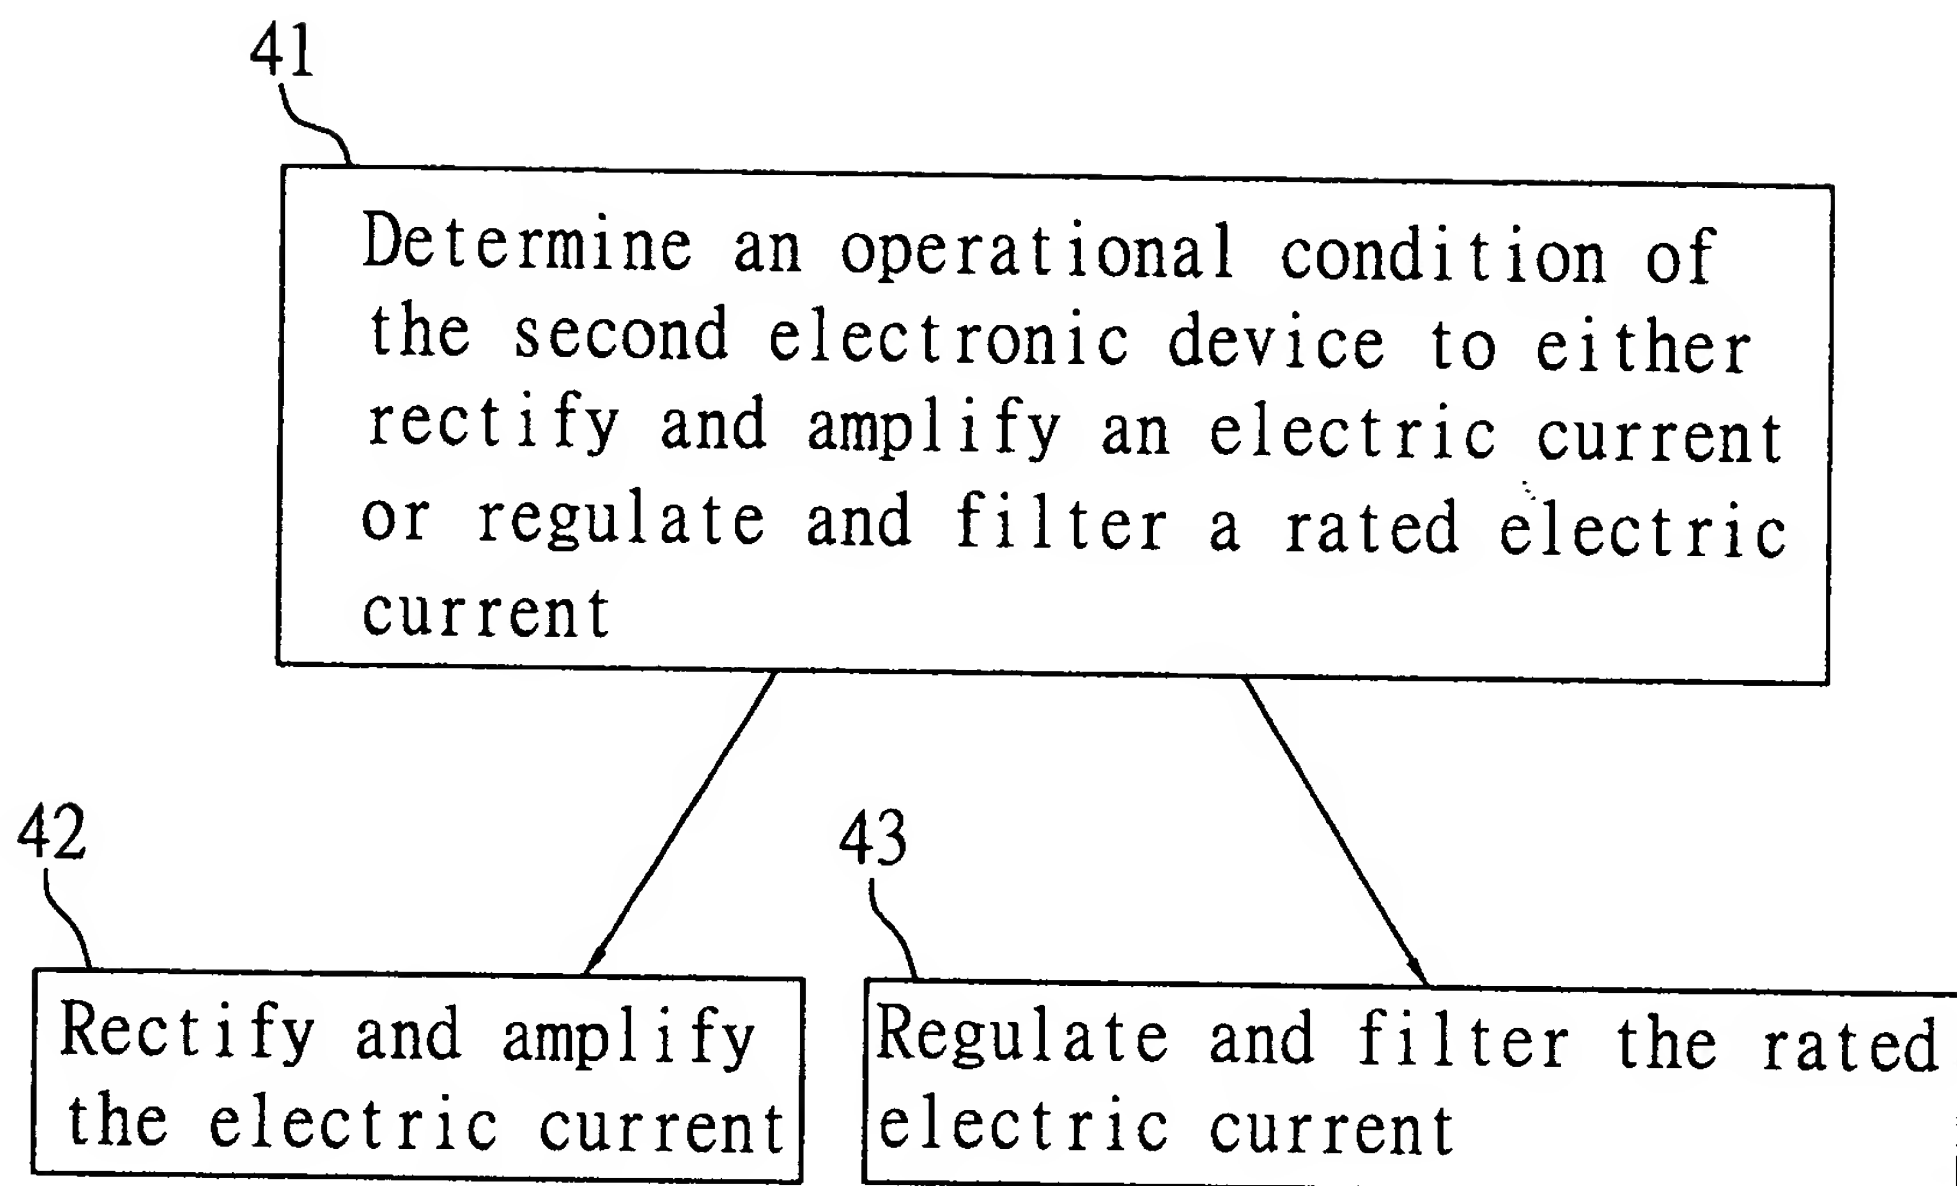 41
Determine an operational condition of
the second electronic device to either
rectify and amplify an electric current
or regulate and filter a rated electric
current
42
Rectify and amplify
the electric current
43
Regulate and filter the rated
electric current